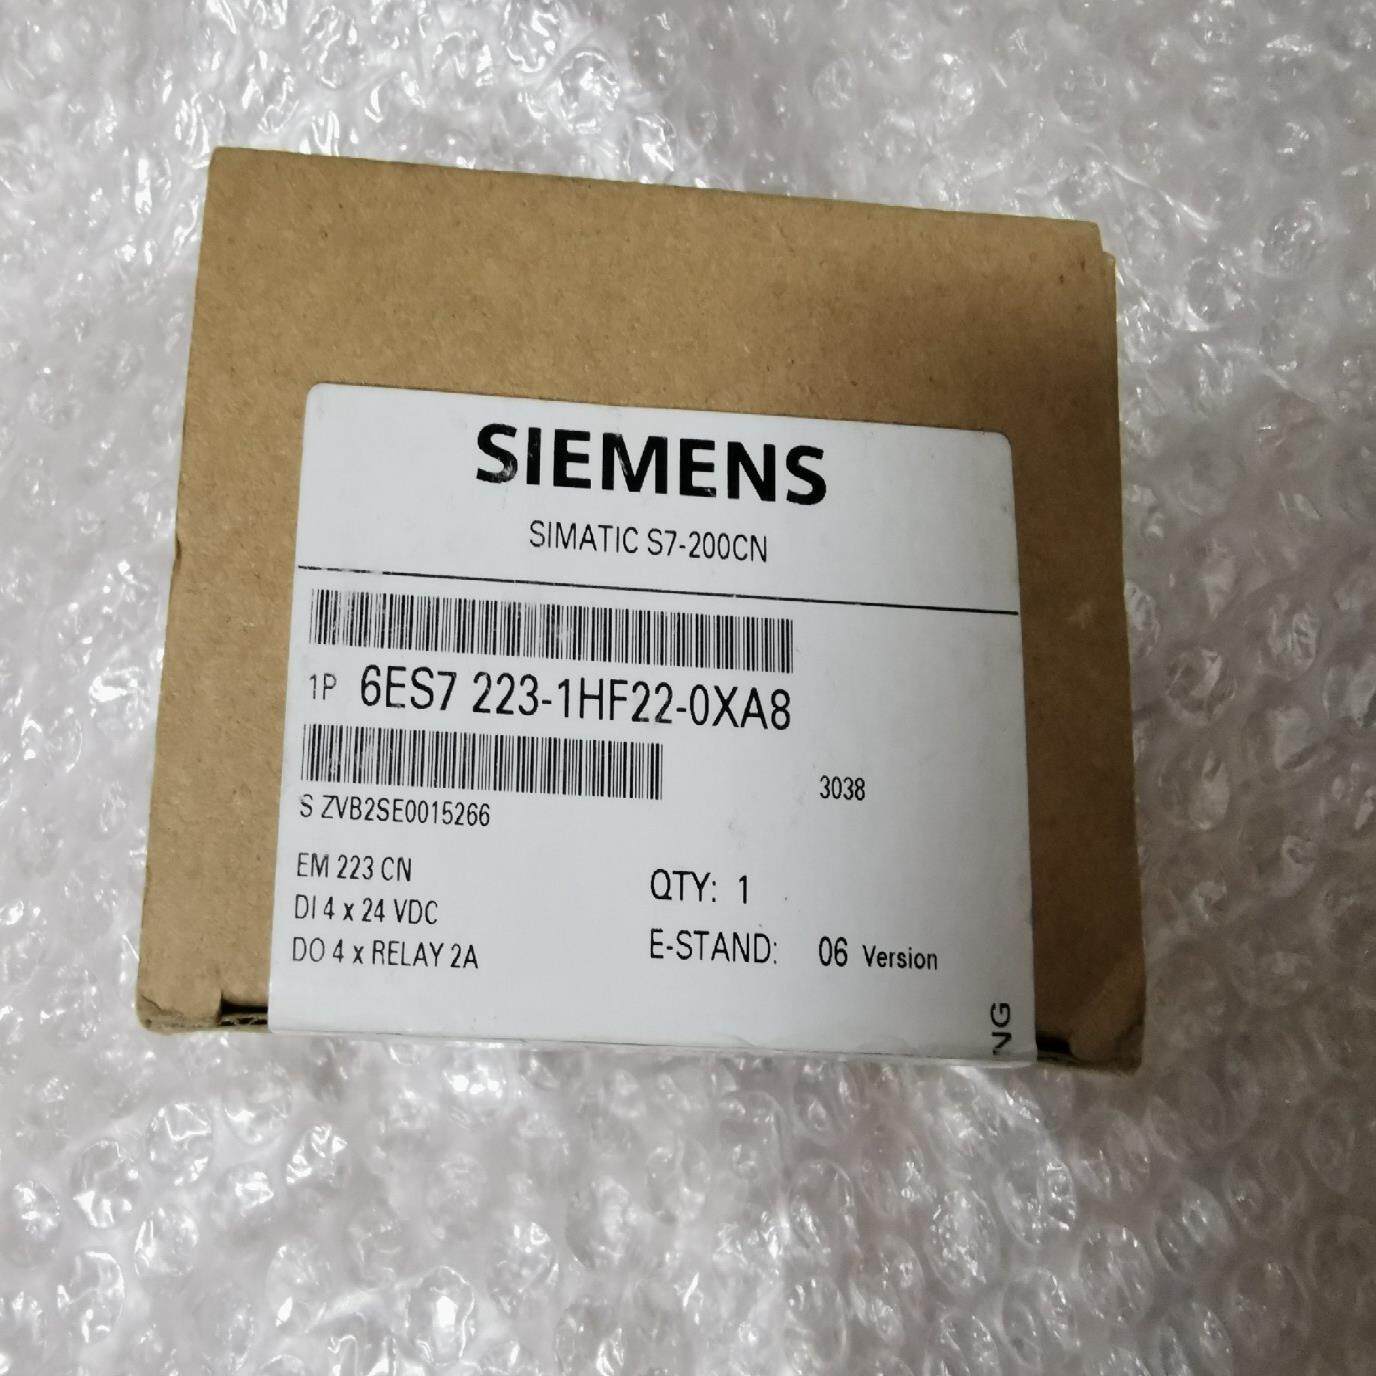 SIEMENS
SIMATIC S7-200CN
1P 6ES7 223-1HF22-0XA8
3038
S ZVB2SE0015266
EM 223 CN
DI 4 x 24 VDC
DO 4 x RELAY 2A
QTY: 1
E-STAND: 06 Version
NG